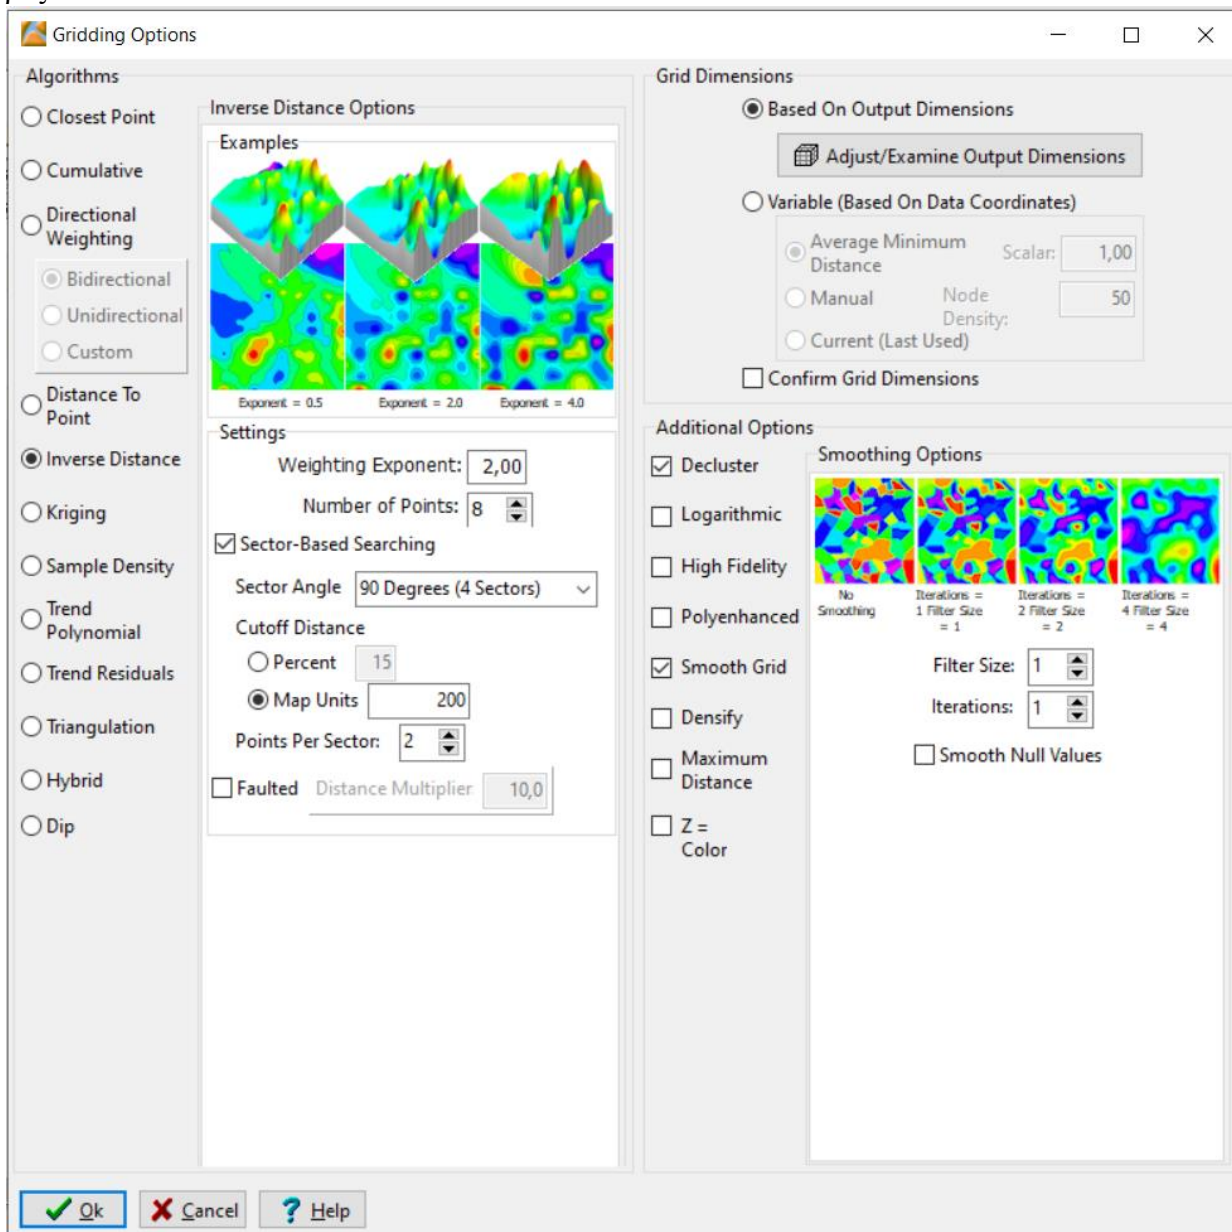 Gridding Options
Algorithms
Closest Point
Cumulative
Directional
Weighting
Bidirectional
Unidirectional
Custom
Distance To
Point
Inverse Distance
Kriging
Sample Density
Trend
Polynomial
Trend Residuals
Triangulation
Hybrid
Dip
Inverse Distance Options
Examples
Exponent = 0.5 Exponent = 2.0 Exponent = 4.0
Settings
Weighting Exponent: 2,00
Number of Points: 8
Sector-Based Searching
Sector Angle 90 Degrees (4 Sectors)
Cutoff Distance
Percent 15
Map Units 200
Points Per Sector: 2
Faulted Distance Multiplier 10,0
Grid Dimensions
Based On Output Dimensions
Adjust/Examine Output Dimensions
Variable (Based On Data Coordinates)
Average Minimum
Distance
Scalar: 1,00
Manual
Node
Density:
50
Current (Last Used)
Confirm Grid Dimensions
Additional Options
Decluster
Logarithmic
High Fidelity
Polyenhanced
Smooth Grid
Densify
Maximum
Distance
Z =
Color
Smoothing Options
No
Smoothing
Iterations =
1 Filter Size
= 1
Iterations =
2 Filter Size
= 2
Iterations =
4 Filter Size
= 4
Filter Size: 1
Iterations: 1
Smooth Null Values
Ok Cancel Help